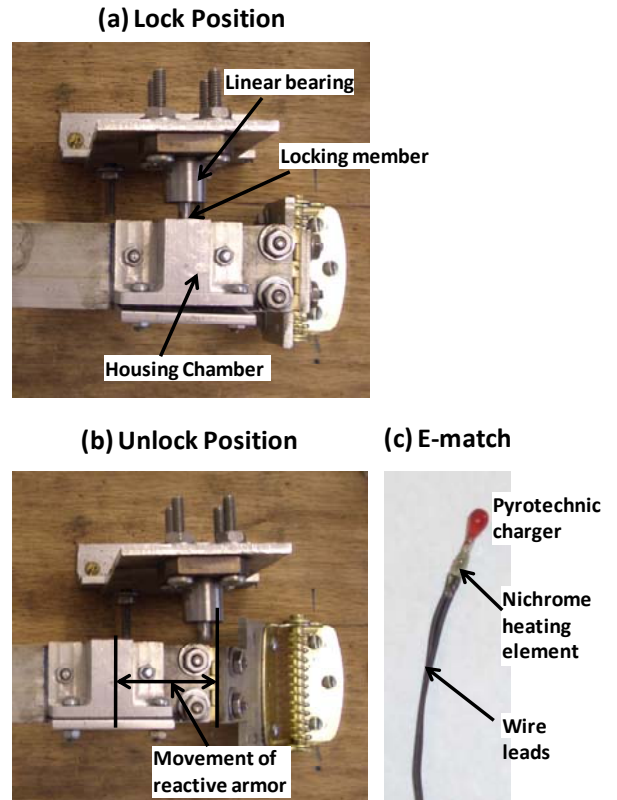 (a) Lock Position
Linear bearing
Locking member
Housing Chamber
(b) Unlock Position
(c) E-match
Pyrotechnic
charger
Nichrome
heating
element
Wire
leads
Movement of
reactive armor